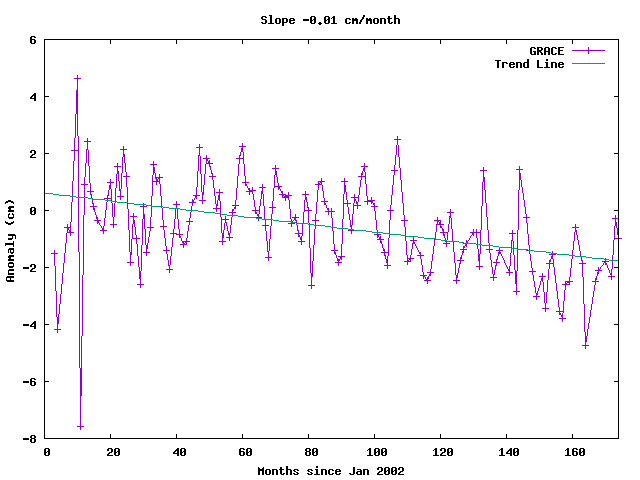 Slope -0.01 cm/month
GRACE
Trend Line
6
4
2
0
-2
-4
-6
-8
Anomaly (cm)
0 20 40 60 80 100 120 140 160
Months since Jan 2002